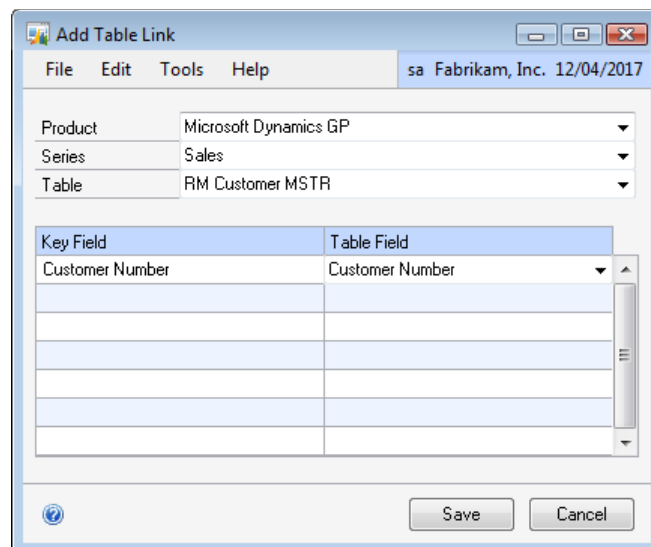 Add Table Link
File Edit Tools Help sa Fabrikam, Inc. 12/04/2017
Product Microsoft Dynamics GP
Series Sales
Table RM Customer MSTR
Key Field Table Field
Customer Number Customer Number
Save Cancel